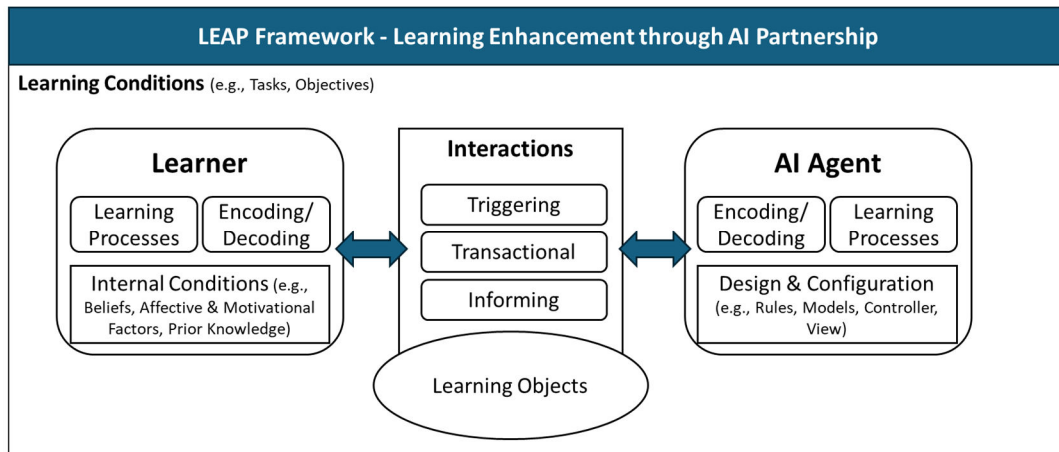 LEAP Framework - Learning Enhancement through AI Partnership
Learning Conditions (e.g., Tasks, Objectives)
Learner
Learning
Processes
Encoding/
Decoding
Internal Conditions (e.g.,
Beliefs, Affective & Motivational
Factors, Prior Knowledge)
Interactions
Triggering
Transactional
Informing
Learning Objects
AI Agent
Encoding/
Decoding
Learning
Processes
Design & Configuration
(e.g., Rules, Models, Controller,
View)